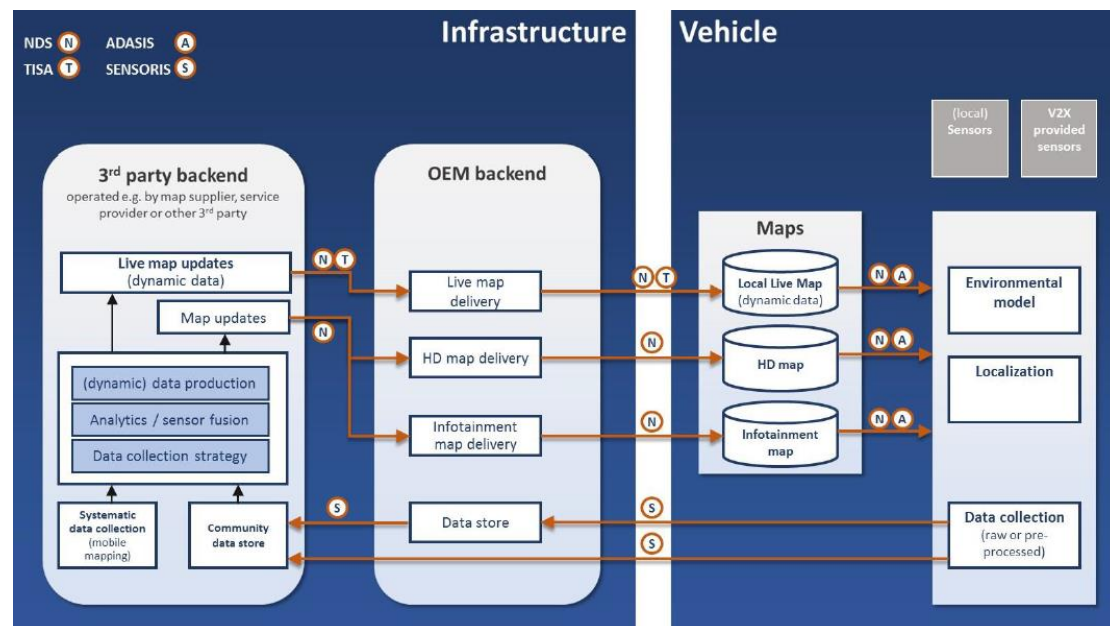 Infrastructure
Vehicle
NDS N ADASIS A
TISA T SENSORIS S
(local)
Sensors
V2X
provided
sensors
3rd party backend
operated e.g. by map supplier, service
provider or other 3rd party
OEM backend
Maps
Live map updates
(dynamic data)
N T
Live map
delivery
N T
Local Live Map
(dynamic data)
N A
Environmental
model
Map updates
N
HD map delivery
N
HD map
N A
Localization
(dynamic) data production
Analytics / sensor fusion
Data collection strategy
Infotainment
map delivery
N
Infotainment
map
N A
Systematic
data collection
(mobile
mapping)
Community
data store
S
Data store
S
S
Data collection
(raw or pre-
processed)